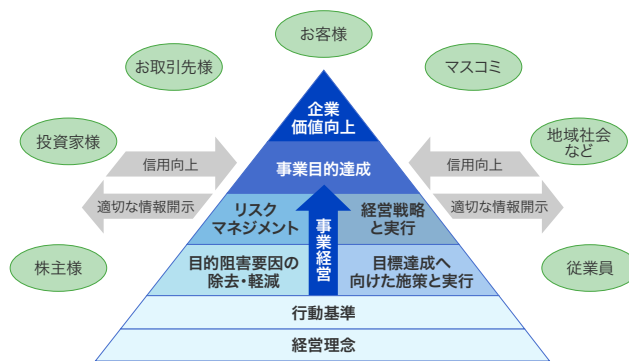 お客様
お取引先様
マスコミ
企業
価値向上
投資家様
地域社会
など
信用向上
事業目的達成
信用向上
適切な情報開示
リスク
マネジメント
事業経営
経営戦略
と実行
適切な情報開示
株主様
目的阻害要因の
除去・軽減
目標達成へ
向けた施策と実行
従業員
行動基準
経営理念